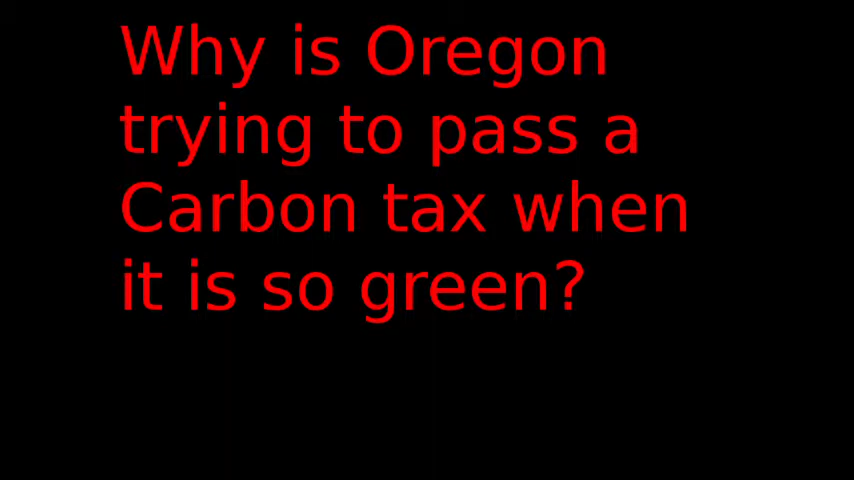 Why is Oregon
trying to pass a
Carbon tax when
it is so green?